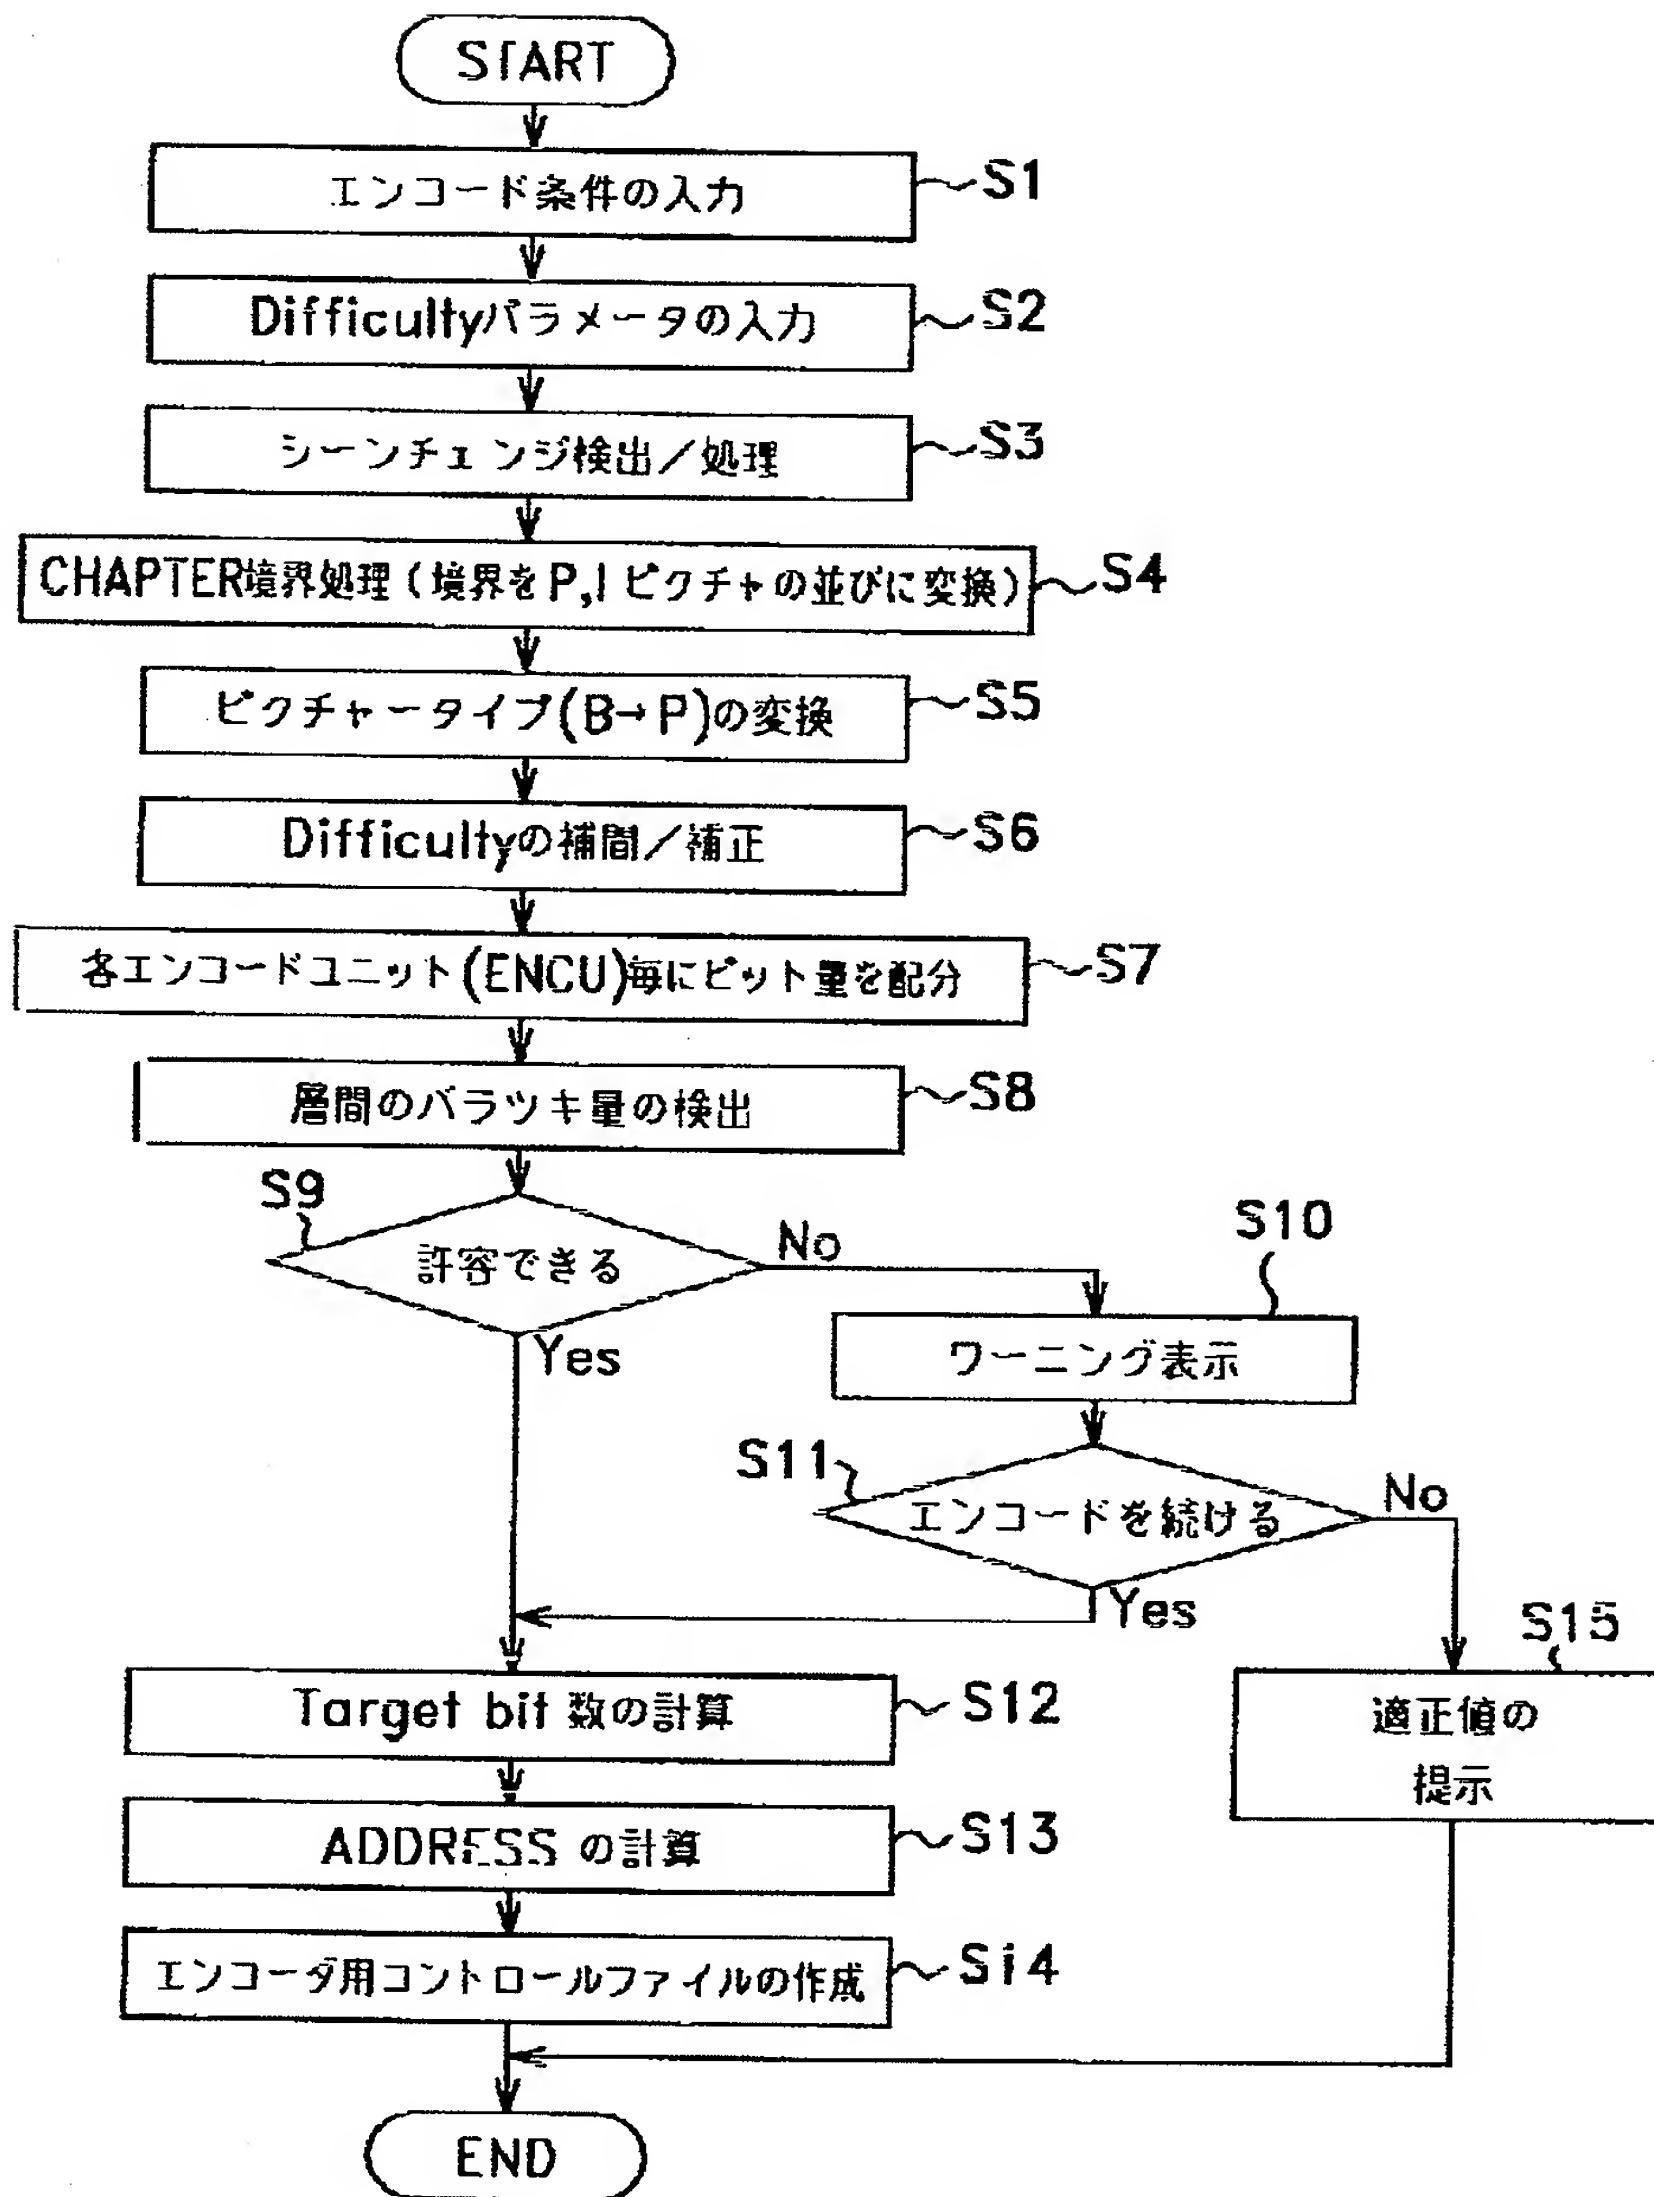 START
エンコード条件の入力
S1
Difficultyパラメータの入力
S2
シーンチェンジ検出/処理
S3
CHAPTER境界処理(境界をP,Iピクチャの並びに変換)
S4
ピクチャータイプ(B→P)の変換
S5
Difficultyの補間/補正
S6
各エンコードユニット(ENCU)毎にビット量を配分
S7
層間のバラツキ量の検出
S8
S9
許容できる
No
Yes
S10
ワーニング表示
S11
エンコードを続ける
No
Yes
S12
Target bit 数の計算
S15
適正値の
提示
ADDRESS の計算
S13
エンコーダ用コントロールファイルの作成
S14
END